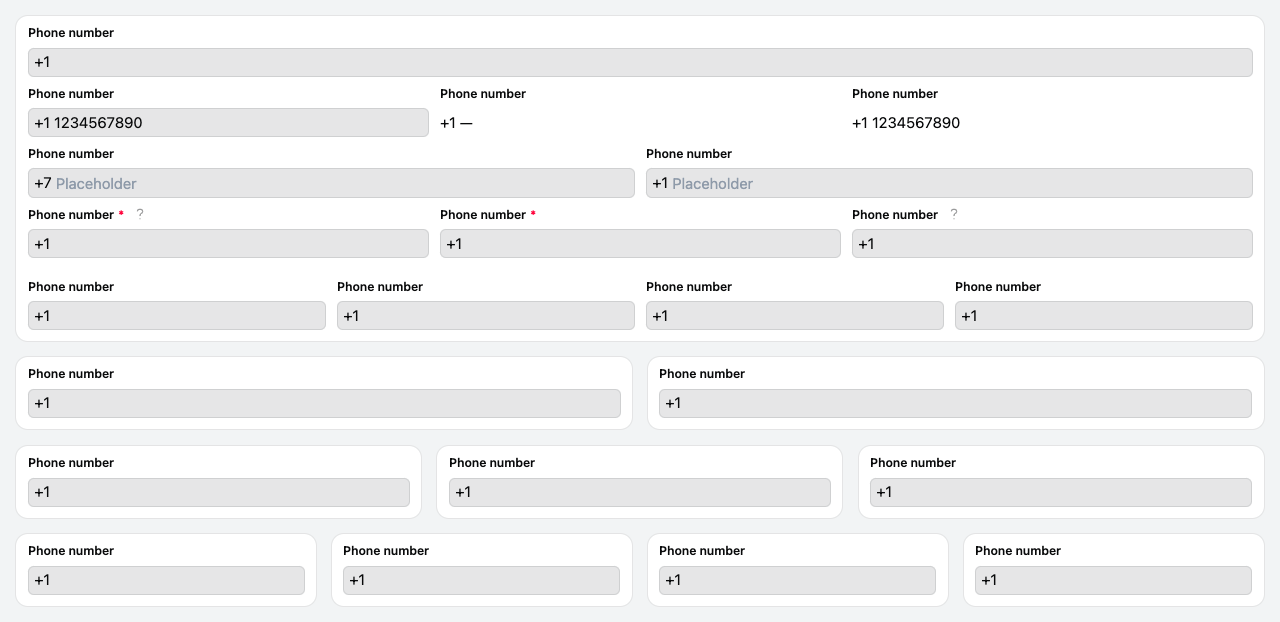 Phone number
+1
Phone number Phone number Phone number
+1 1234567890 +1 — +1 1234567890
Phone number Phone number
+7 Placeholder +1 Placeholder
Phone number * ? Phone number * Phone number ?
+1 +1 +1
Phone number Phone number Phone number Phone number
+1 +1 +1 +1
Phone number Phone number
+1 +1
Phone number Phone number Phone number
+1 +1 +1
Phone number Phone number Phone number Phone number
+1 +1 +1 +1